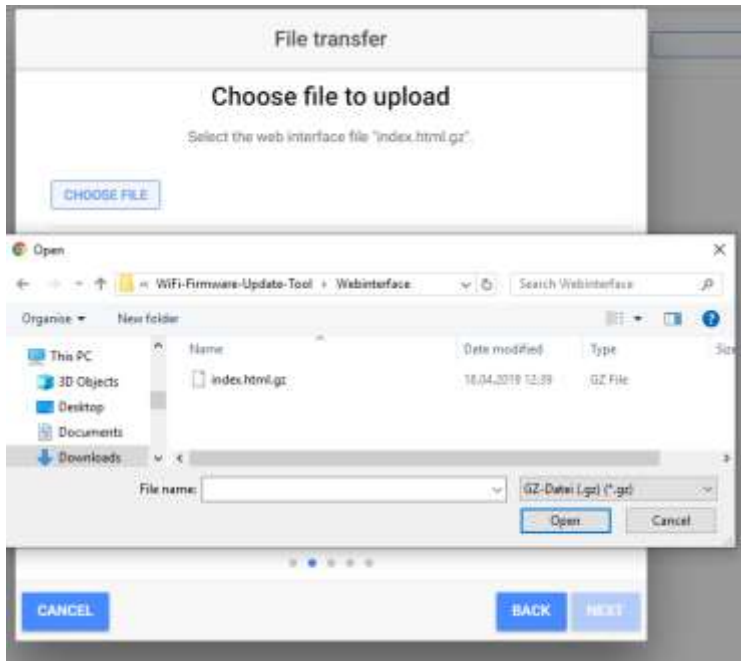 File transfer
Choose file to upload
Select the web interface file "index.html.gz".
CHOOSE FILE
Open
« WiFi-Firmware-Update-Tool › Webinterface
Search Webinterface
Organise
New folder
Name
Date modified
Type
Size
This PC
3D Objects
Desktop
Documents
Downloads
index.html.gz
18.04.2019 12:39
GZ File
File name:
GZ-Datei (.gz) (*.gz)
Open
Cancel
CANCEL
BACK
NEXT